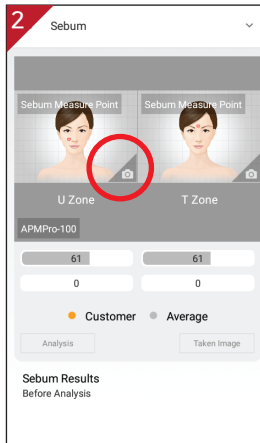 2
Sebum
Sebum Measure Point
Sebum Measure Point
U Zone
T Zone
APMPro-100
61
61
0
0
Customer
Average
Analysis
Taken Image
Sebum Results
Before Analysis